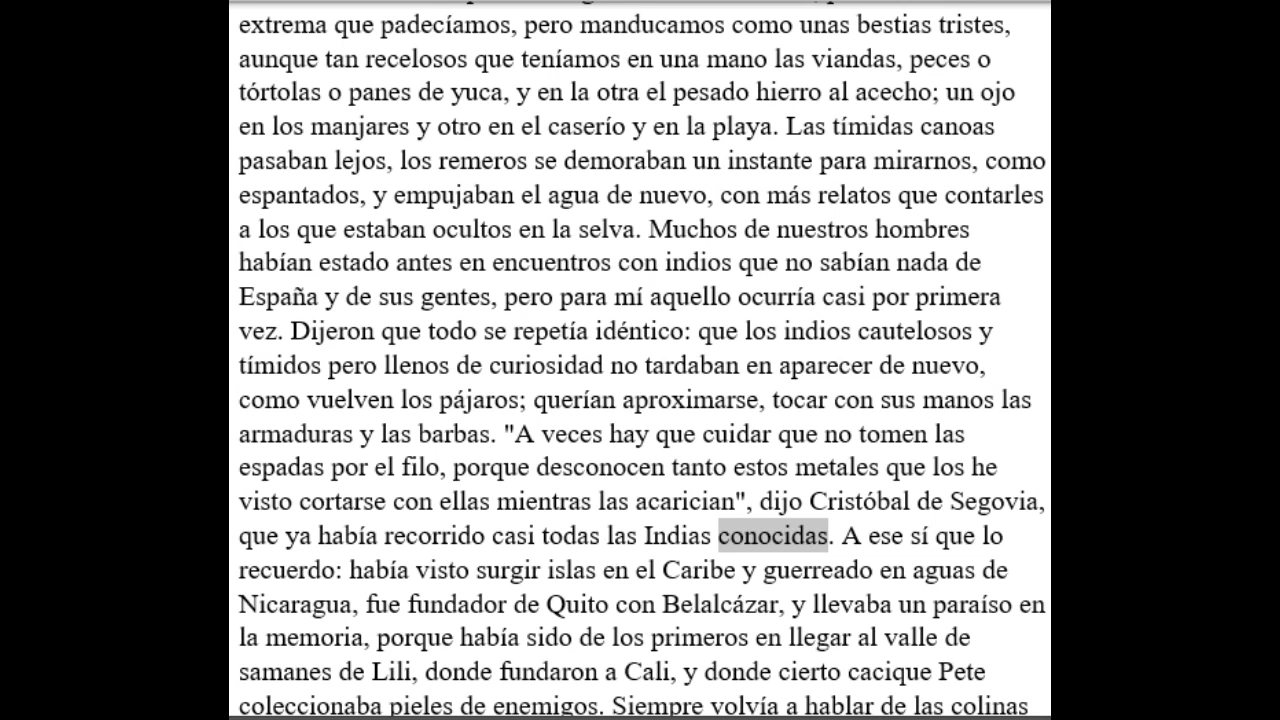 extrema que padecíamos, pero manducamos como unas bestias tristes,
aunque tan recelosos que teníamos en una mano las viandas, peces o
tórtolas o panes de yuca, y en la otra el pesado hierro al acecho; un ojo
en los manjares y otro en el caserío y en la playa. Las tímidas canoas
pasaban lejos, los remeros se demoraban un instante para mirarnos, como
espantados, y empujaban el agua de nuevo, con más relatos que contarles
a los que estaban ocultos en la selva. Muchos de nuestros hombres
habían estado antes en encuentros con indios que no sabían nada de
España y de sus gentes, pero para mí aquello ocurría casi por primera
vez. Dijeron que todo se repetía idéntico: que los indios cautelosos y
tímidos pero llenos de curiosidad no tardaban en aparecer de nuevo,
como vuelven los pájaros; querían aproximarse, tocar con sus manos las
armaduras y las barbas. "A veces hay que cuidar que no tomen las
espadas por el filo, porque desconocen tanto estos metales que los he
visto cortarse con ellas mientras las acarician", dijo Cristóbal de Segovia,
que ya había recorrido casi todas las Indias conocidas. A ese sí que lo
recuerdo: había visto surgir islas en el Caribe y guerreado en aguas de
Nicaragua, fue fundador de Quito con Belalcázar, y llevaba un paraíso en
la memoria, porque había sido de los primeros en llegar al valle de
samanes de Lili, donde fundaron a Cali, y donde cierto cacique Pete
coleccionaba pieles de enemigos. Siempre volvía a hablar de las colinas